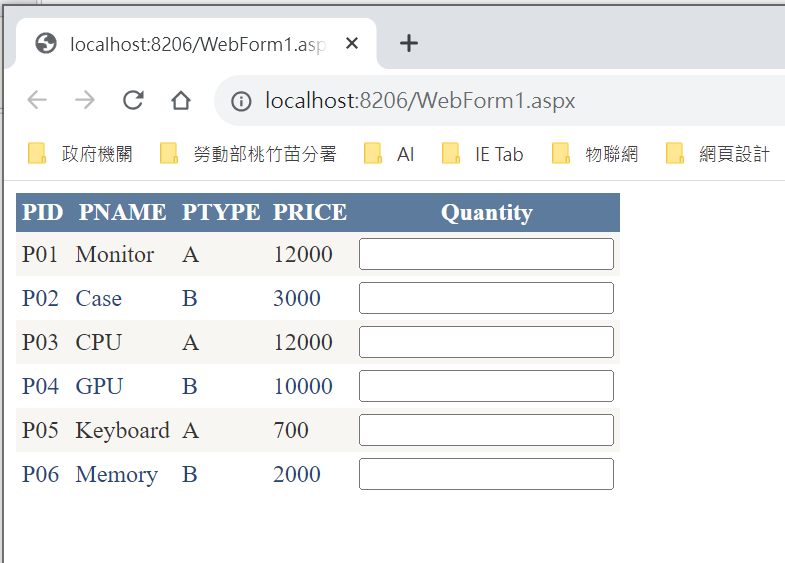 localhost:8206/WebForm1.asp
localhost:8206/WebForm1.aspx
政府機關 勞動部桃竹苗分署 AI IE Tab 物聯網 網頁設計
PID PNAME PTYPE PRICE Quantity
P01 Monitor A 12000
P02 Case B 3000
P03 CPU A 12000
P04 GPU B 10000
P05 Keyboard A 700
P06 Memory B 2000